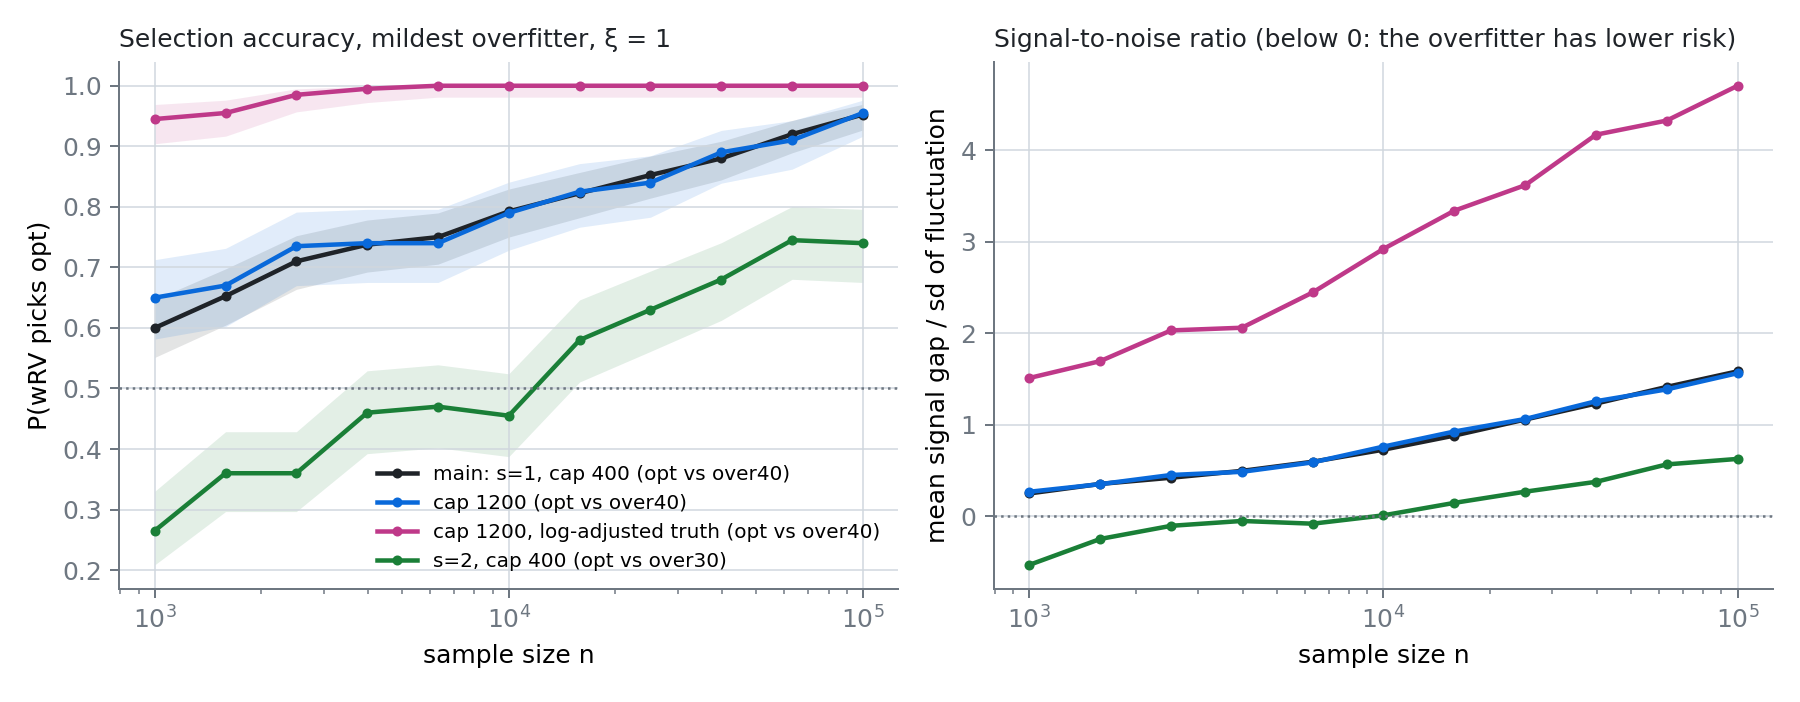 Selection accuracy, mildest overfitter, ξ = 1
P(wRV picks opt)
1.0
0.9
0.8
0.7
0.6
0.5
0.4
0.3
0.2
main: s=1, cap 400 (opt vs over40)
cap 1200 (opt vs over40)
cap 1200, log-adjusted truth (opt vs over40)
s=2, cap 400 (opt vs over30)
10³ 10⁴ 10⁵
sample size n
Signal-to-noise ratio (below 0: the overfitter has lower risk)
mean signal gap / sd of fluctuation
4
3
2
1
0
10³ 10⁴ 10⁵
sample size n